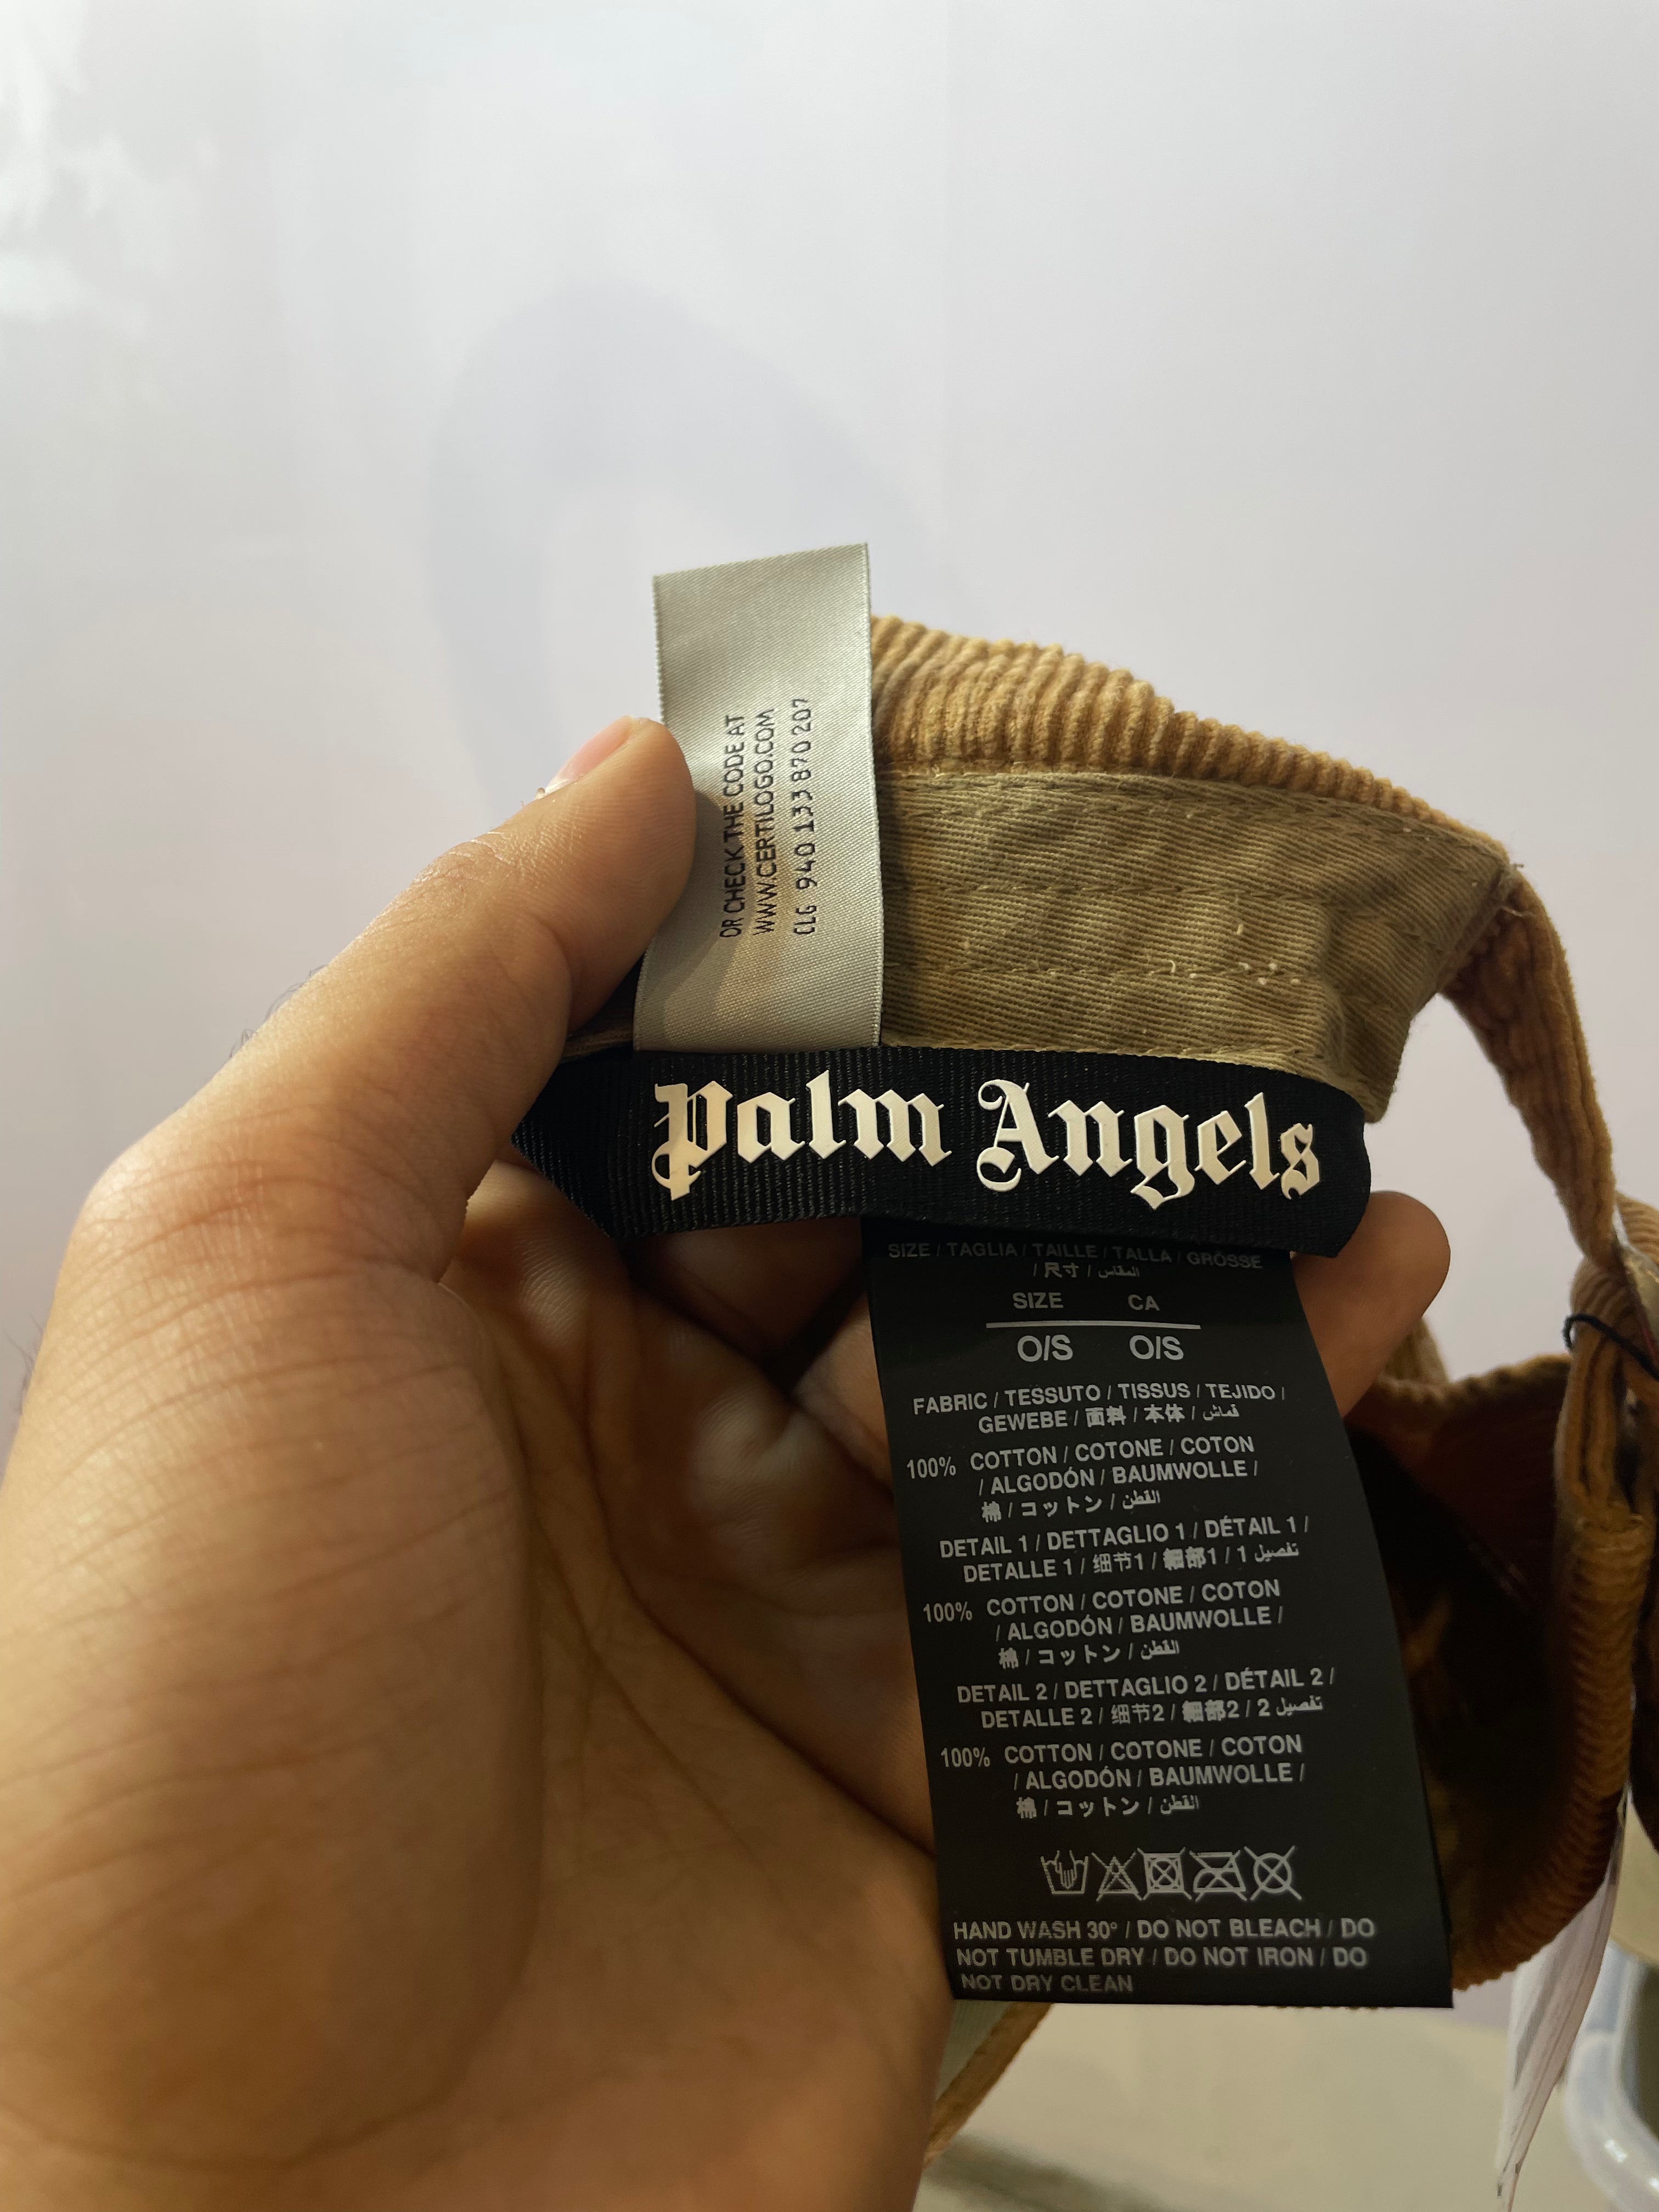 OR CHECK THE CODE AT
WWW.CERTILOGO.COM
CLG 940 133 870 207
Palm Angels
SIZE / TAGLIA / TAILLE / TALLA / GRÖSSE
/ 尺寸 / المقاس
SIZE CA
O/S O/S
FABRIC / TESSUTO / TISSUS / TEJIDO /
GEWEBE / 面料 / 本体 / قماش
100% COTTON / COTONE / COTON
/ ALGODÓN / BAUMWOLLE /
棉 / コットン / القطن
DETAIL 1 / DETTAGLIO 1 / DÉTAIL 1 /
DETALLE 1 / 细节1 / 細部1 / تفصيل 1
100% COTTON / COTONE / COTON
/ ALGODÓN / BAUMWOLLE /
棉 / コットン / القطن
DETAIL 2 / DETTAGLIO 2 / DÉTAIL 2 /
DETALLE 2 / 细节2 / 細部2 / تفصيل 2
100% COTTON / COTONE / COTON
/ ALGODÓN / BAUMWOLLE /
棉 / コットン / القطن
HAND WASH 30° / DO NOT BLEACH / DO
NOT TUMBLE DRY / DO NOT IRON / DO
NOT DRY CLEAN